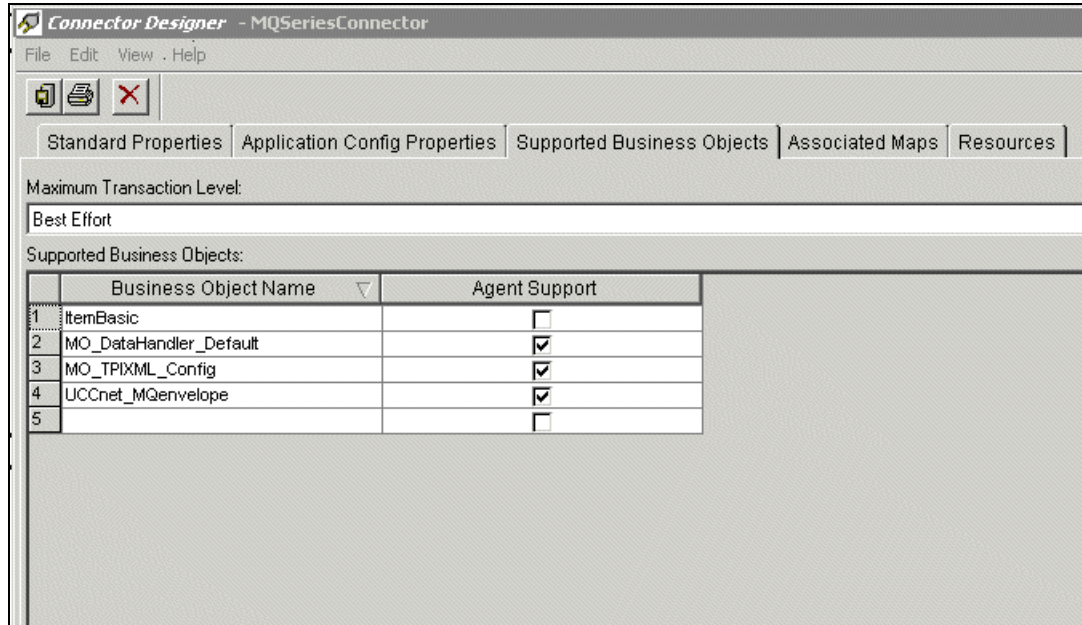 Connector Designer - MQSeriesConnector
File Edit View Help
Standard Properties Application Config Properties Supported Business Objects Associated Maps Resources
Maximum Transaction Level:
Best Effort
Supported Business Objects:
Business Object Name Agent Support
1 ItemBasic
2 MO_DataHandler_Default
3 MO_TPIXML_Config
4 UCCnet_MQenvelope
5